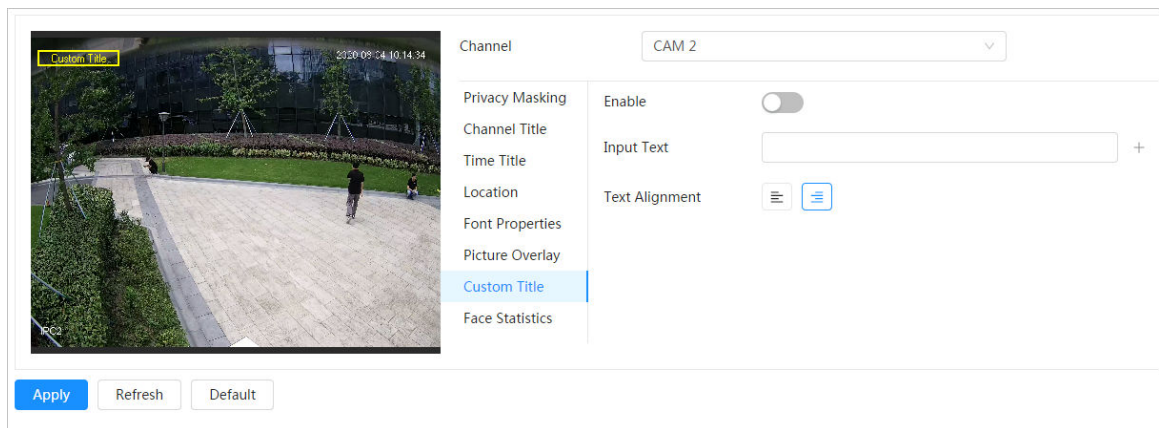 Custom Title
2020-09-04 10:14:34
IPC2
Channel
CAM 2
Privacy Masking
Channel Title
Time Title
Location
Font Properties
Picture Overlay
Custom Title
Face Statistics
Enable
Input Text
+
Text Alignment
Apply
Refresh
Default